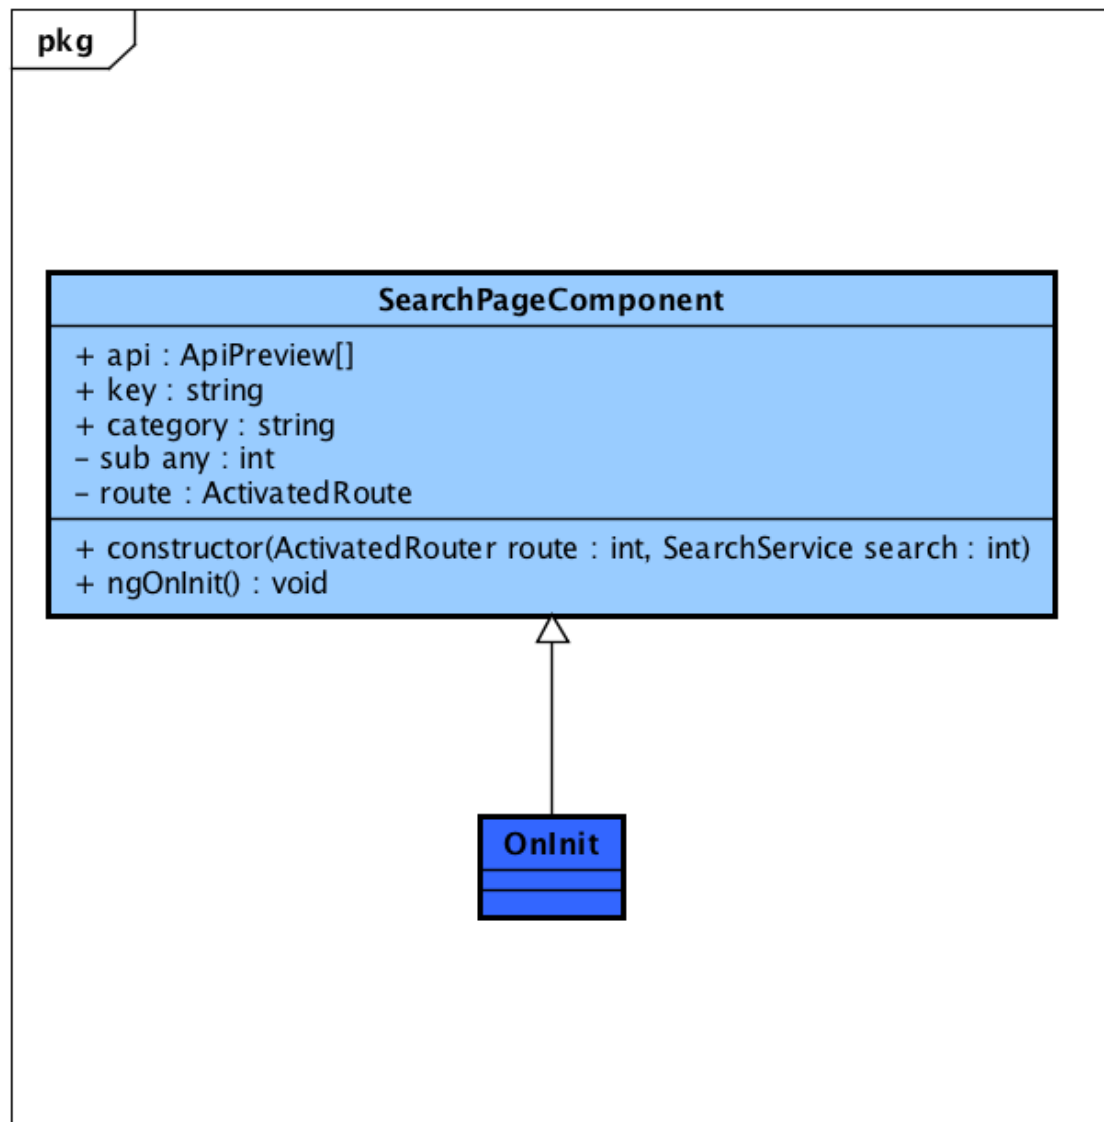 pkg
SearchPageComponent
+ api : ApiPreview[]
+ key : string
+ category : string
- sub any : int
- route : ActivatedRoute
+ constructor(ActivatedRouter route : int, SearchService search : int)
+ ngOnInit() : void
OnInit